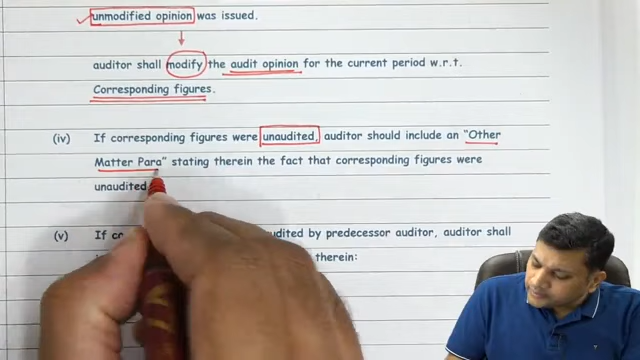 unmodified opinion was issued.
auditor shall modify the audit opinion for the current period w.r.t.
Corresponding figures.
(iv) If corresponding figures were unaudited, auditor should include an “Other
Matter Para” stating therein the fact that corresponding figures were
unaudited
(v) If audited by predecessor auditor, auditor shall
therein: